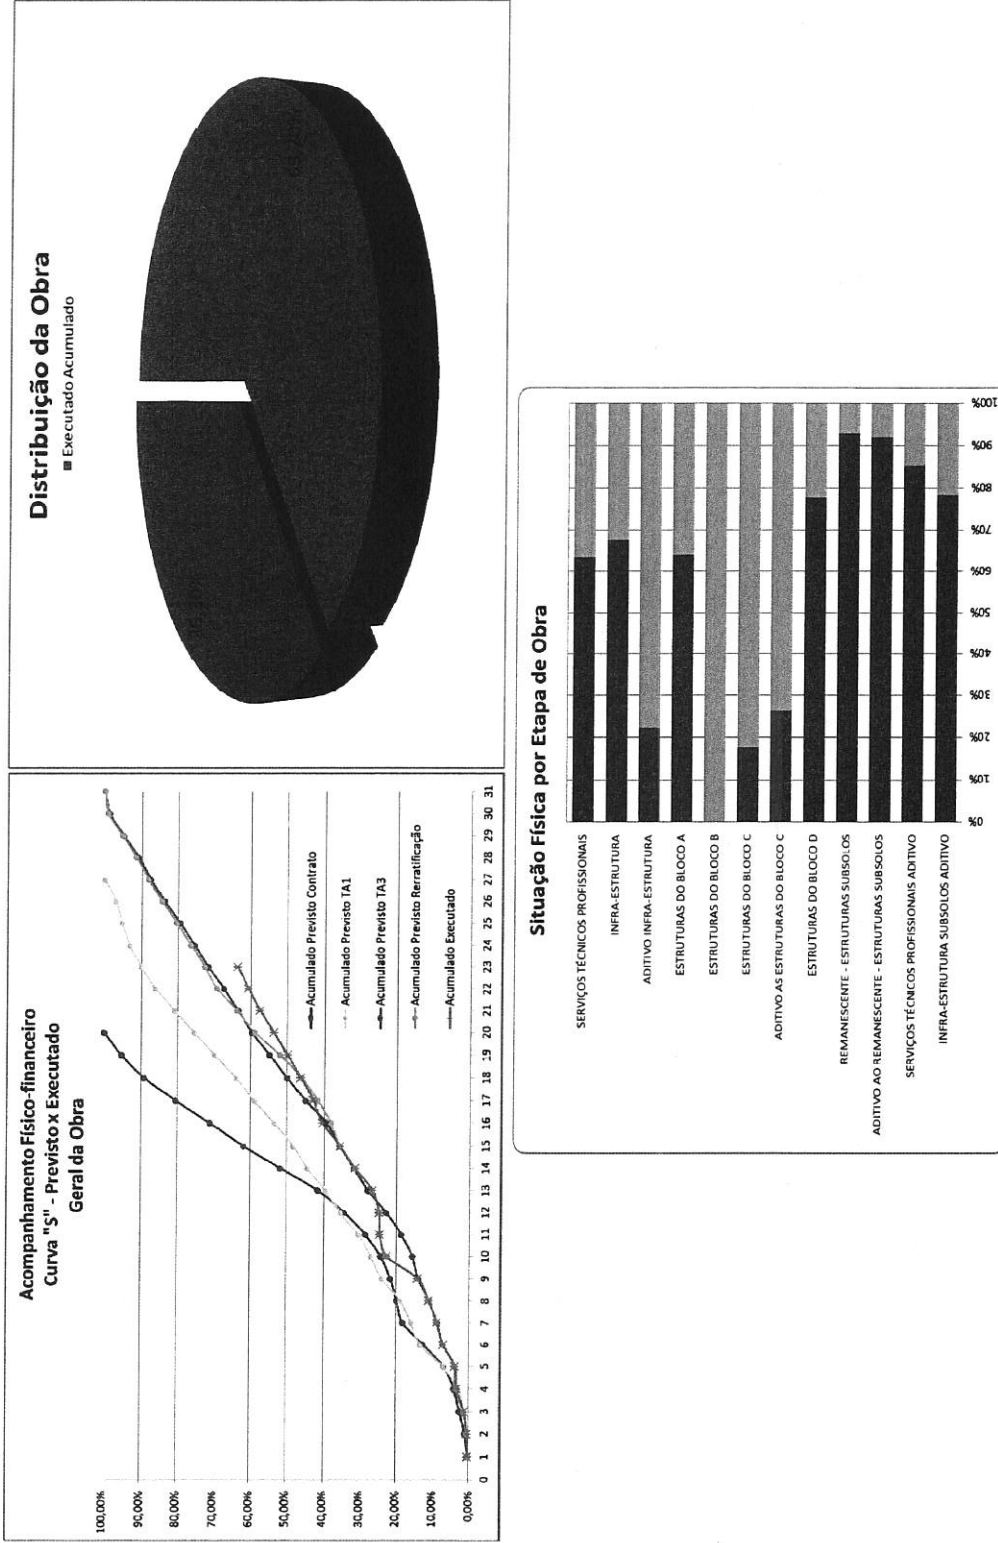 Acompanhamento Físico-financeiro
Curva "S" - Previsto x Executado
Geral da Obra
100,00%
90,00%
80,00%
70,00%
60,00%
50,00%
40,00%
30,00%
20,00%
10,00%
0,00%
0 1 2 3 4 5 6 7 8 9 10 11 12 13 14 15 16 17 18 19 20 21 22 23 24 25 26 27 28 29 30 31
Acumulado Previsto Contrato
Acumulado Previsto TA1
Acumulado Previsto TA3
Acumulado Previsto Rerratificação
Acumulado Executado
Distribuição da Obra
Executado Acumulado
Situação Física por Etapa de Obra
SERVIÇOS TÉCNICOS PROFISSIONAIS
INFRA-ESTRUTURA
ADITIVO INFRA-ESTRUTURA
ESTRUTURAS DO BLOCO A
ESTRUTURAS DO BLOCO B
ESTRUTURAS DO BLOCO C
ADITIVO AS ESTRUTURAS DO BLOCO C
ESTRUTURAS DO BLOCO D
REMANESCENTE - ESTRUTURAS SUBSOLOS
ADITIVO AO REMANESCENTE - ESTRUTURAS SUBSOLOS
SERVIÇOS TÉCNICOS PROFISSIONAIS ADITIVO
INFRA-ESTRUTURA SUBSOLOS ADITIVO
0% 10% 20% 30% 40% 50% 60% 70% 80% 90% 100%